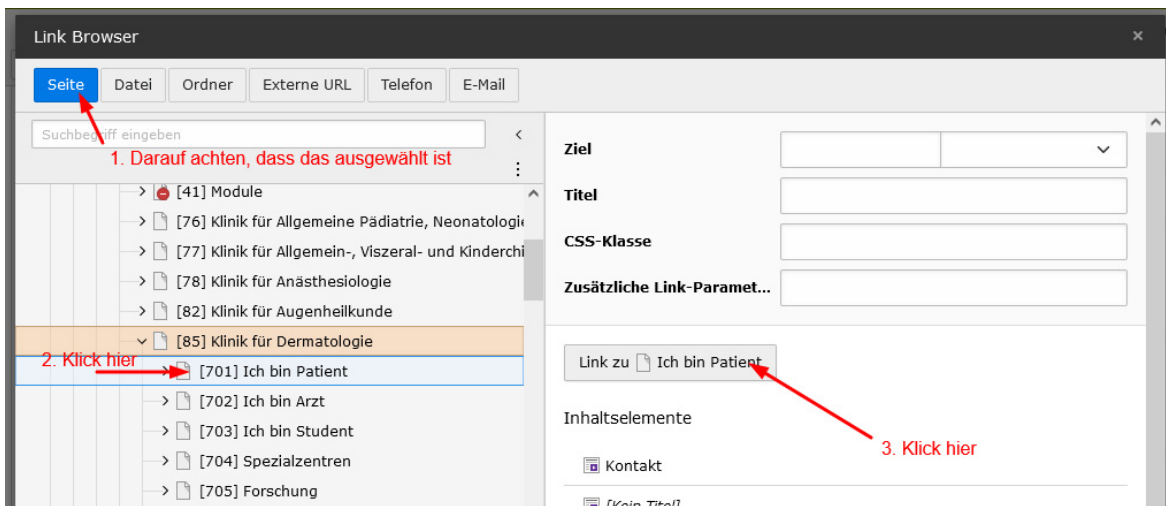 Link Browser ×
Seite Datei Ordner Externe URL Telefon E-Mail
Suchbegriff eingeben
1. Darauf achten, dass das ausgewählt ist
[41] Module
[76] Klinik für Allgemeine Pädiatrie, Neonatologi
[77] Klinik für Allgemein-, Viszeral- und Kinderchi
[78] Klinik für Anästhesiologie
[82] Klinik für Augenheilkunde
[85] Klinik für Dermatologie
2. Klick hier
[701] Ich bin Patient
[702] Ich bin Arzt
[703] Ich bin Student
[704] Spezialzentren
[705] Forschung
Ziel
Titel
CSS-Klasse
Zusätzliche Link-Paramet...
Link zu Ich bin Patient
Inhaltselemente
3. Klick hier
Kontakt
[Kein Titel]